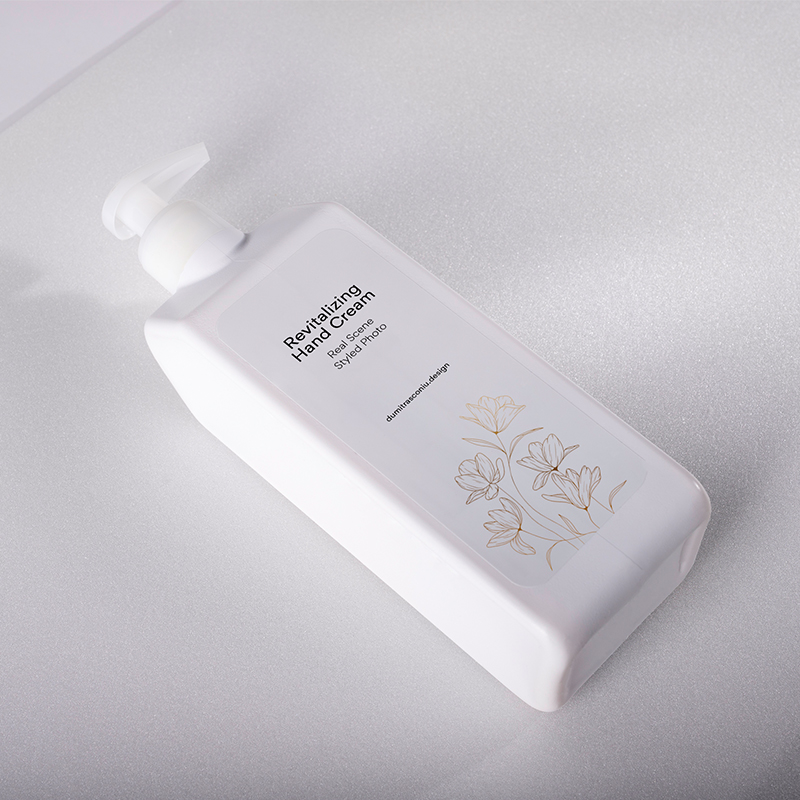 Revitalizing
Hand Cream
Real Scene
Styled Photo
dumitrasconiu.design